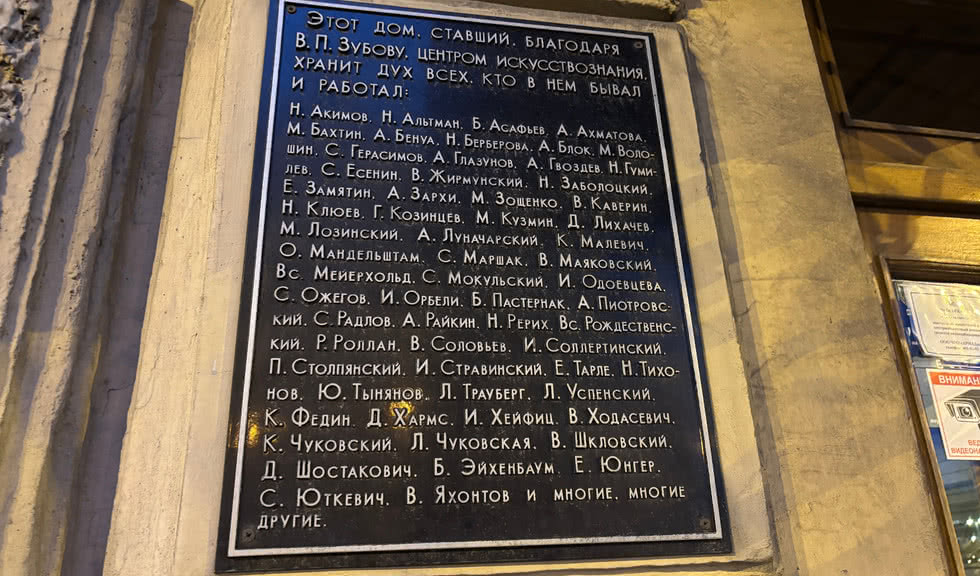 Этот дом, ставший, благодаря
В. П. Зубову, центром искусствознания,
хранит дух всех, кто в нем бывал
и работал:
Н. Акимов, Н. Альтман, Б. Асафьев, А. Ахматова,
М. Бахтин, А. Бенуа, Н. Берберова, А. Блок, М. Воло-
шин, С. Герасимов, А. Глазунов, А. Гвоздев, Н. Гуми-
лев, С. Есенин, В. Жирмунский, Н. Заболоцкий,
Е. Замятин, А. Зархи, М. Зощенко, В. Каверин,
Н. Клюев, Г. Козинцев, М. Кузмин, Д. Лихачев,
М. Лозинский, А. Луначарский, К. Малевич,
О. Мандельштам, С. Маршак, В. Маяковский,
Вс. Мейерхольд, С. Мокульский, И. Одоевцева,
С. Ожегов, И. Орбели, Б. Пастернак, А. Пиотровс-
кий, С. Радлов, А. Райкин, Н. Рерих, Вс. Рождественс-
кий, Р. Роллан, В. Соловьев, И. Соллертинский,
П. Столпянский, И. Стравинский, Е. Тарле, Н. Тихо-
нов, Ю. Тынянов, Л. Трауберг, Л. Успенский,
К. Федин, Д. Хармс, И. Хейфиц, В. Ходасевич,
К. Чуковский, Л. Чуковская, В. Шкловский,
Д. Шостакович, Б. Эйхенбаум, Е. Юнгер,
С. Юткевич, В. Яхонтов и многие, многие
другие.